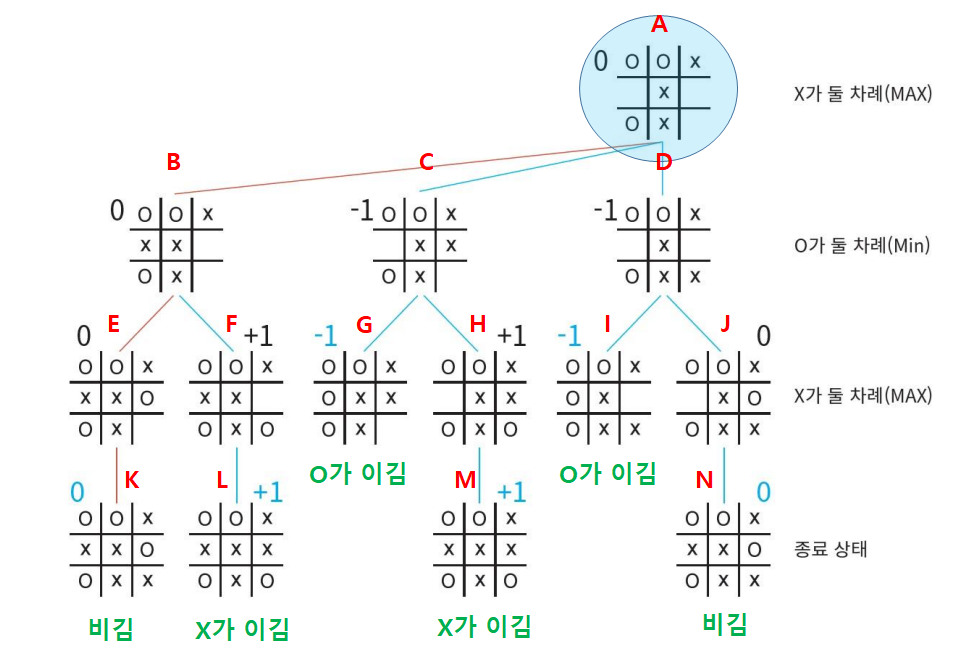 A
0 O O x
x
O x
X가 둘 차례(MAX)
B C D
0 O O x
x x
O x
-1 O O x
x x
O x
-1 O O x
x
O x x
O가 둘 차례(Min)
E F G H I J
0
O O x
x x O
O x
+1
O O x
x x
O x O
-1
O O x
O x x
O x
+1
O O x
x x
O x O
-1
O O x
O x
O x x
0
O O x
x O
O x x
X가 둘 차례(MAX)
O가 이김
O가 이김
K L M N
0
O O x
x x O
O x x
+1
O O x
x x x
O x O
+1
O O x
x x x
O x O
0
O O x
x x O
O x x
종료 상태
비김
X가 이김
X가 이김
비김